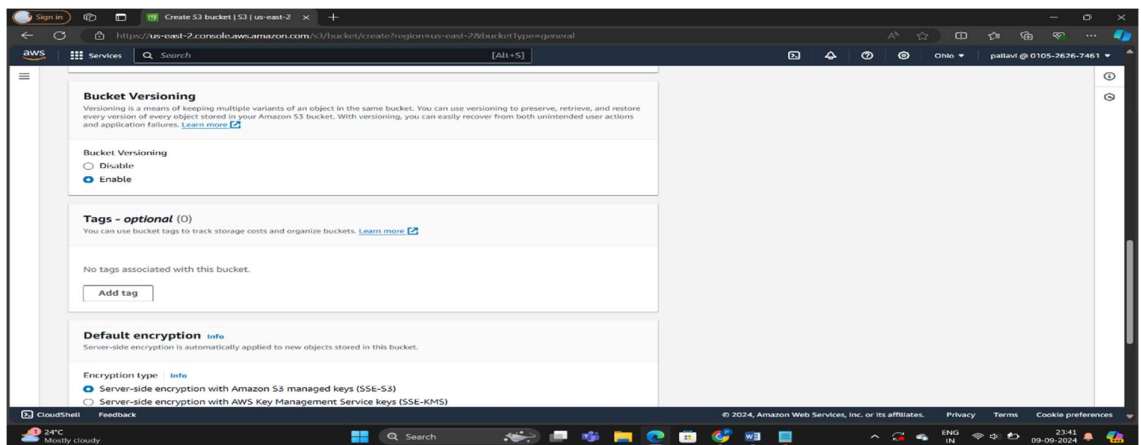 Sign in
Create S3 bucket | S3 | us-east-2
https://us-east-2.console.aws.amazon.com/s3/bucket/create?region=us-east-2&bucketType=general
aws
Services
Search
[Alt+S]
Ohio
pallavi @ 0105-2626-7461
Bucket Versioning
Versioning is a means of keeping multiple variants of an object in the same bucket. You can use versioning to preserve, retrieve, and restore
every version of every object stored in your Amazon S3 bucket. With versioning, you can easily recover from both unintended user actions
and application failures. Learn more
Bucket Versioning
Disable
Enable
Tags - optional (0)
You can use bucket tags to track storage costs and organize buckets. Learn more
No tags associated with this bucket.
Add tag
Default encryption Info
Server-side encryption is automatically applied to new objects stored in this bucket.
Encryption type Info
Server-side encryption with Amazon S3 managed keys (SSE-S3)
Server-side encryption with AWS Key Management Service keys (SSE-KMS)
CloudShell Feedback
© 2024, Amazon Web Services, Inc. or its affiliates. Privacy Terms Cookie preferences
24°C
Mostly cloudy
Search
ENG
IN
23:41
09-09-2024